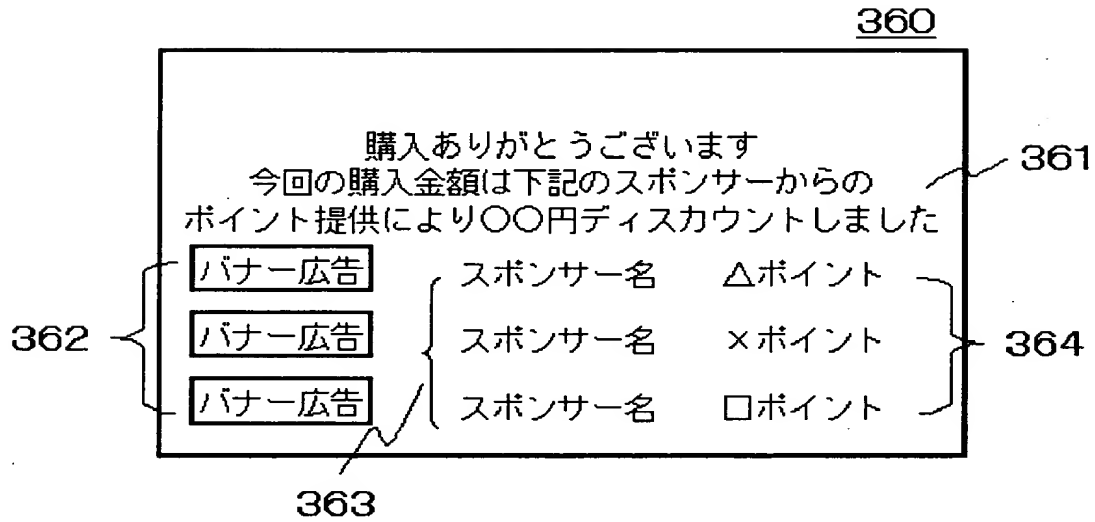 360
購入ありがとうございます
今回の購入金額は下記のスポンサーからの
ポイント提供により○○円ディスカウントしました
361
バナー広告 スポンサー名 △ポイント
362 バナー広告 スポンサー名 ×ポイント 364
バナー広告 スポンサー名 □ポイント
363